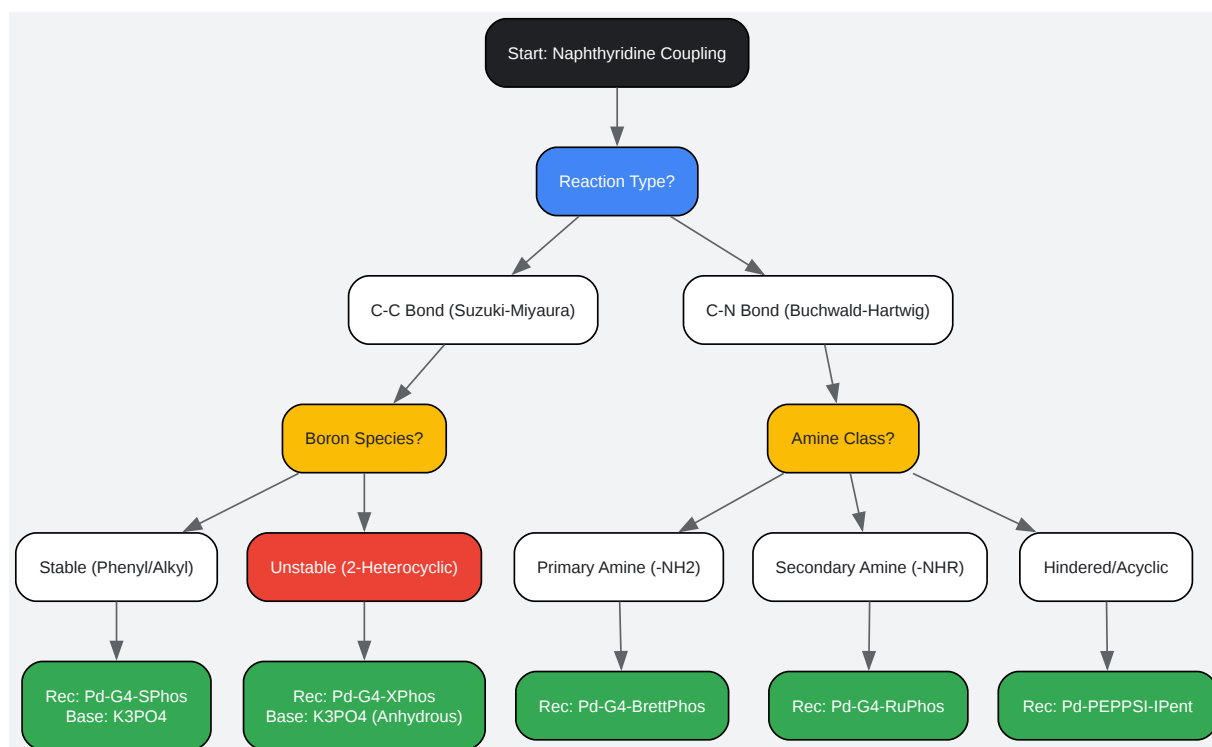 Start: Naphthyridine Coupling
Reaction Type?
C-C Bond (Suzuki-Miyaura)
C-N Bond (Buchwald-Hartwig)
Boron Species?
Amine Class?
Stable (Phenyl/Alkyl)
Unstable (2-Heterocyclic)
Primary Amine (-NH2)
Secondary Amine (-NHR)
Hindered/Acyclic
Rec: Pd-G4-SPhos
Base: K3PO4
Rec: Pd-G4-XPhos
Base: K3PO4 (Anhydrous)
Rec: Pd-G4-BrettPhos
Rec: Pd-G4-RuPhos
Rec: Pd-PEPPSI-IPent